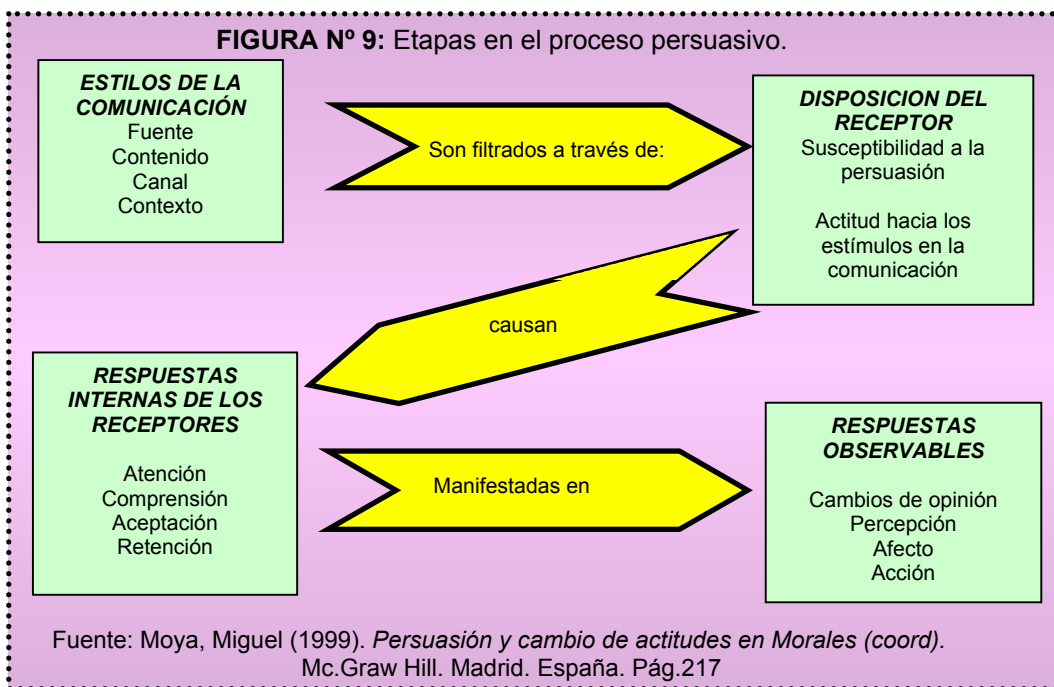 FIGURA Nº 9: Etapas en el proceso persuasivo.
ESTILOS DE LA
COMUNICACIÓN
Fuente
Contenido
Canal
Contexto
Son filtrados a través de:
DISPOSICION DEL
RECEPTOR
Susceptibilidad a la
persuasión
Actitud hacia los
estímulos en la
comunicación
causan
RESPUESTAS
INTERNAS DE LOS
RECEPTORES
Atención
Comprensión
Aceptación
Retención
Manifestadas en
RESPUESTAS
OBSERVABLES
Cambios de opinión
Percepción
Afecto
Acción
Fuente: Moya, Miguel (1999). Persuasión y cambio de actitudes en Morales (coord).
Mc.Graw Hill. Madrid. España. Pág.217